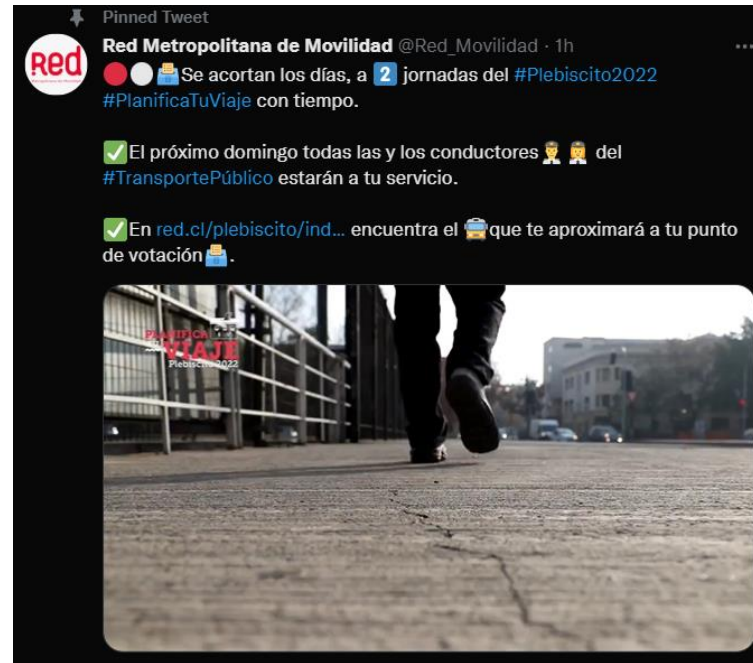 Pinned Tweet
Red
Red Metropolitana de Movilidad @Red_Movilidad · 1h
🔴⚪🗳️Se acortan los días, a 2️⃣ jornadas del #Plebiscito2022
#PlanificaTuViaje con tiempo.
✅El próximo domingo todas las y los conductores👨‍✈️ 👩‍✈️ del
#TransportePúblico estarán a tu servicio.
✅En red.cl/plebiscito/ind... encuentra el 🚍que te aproximará a tu punto
de votación🗳️.
PLANIFICA
VIAJE
Plebiscito 2022